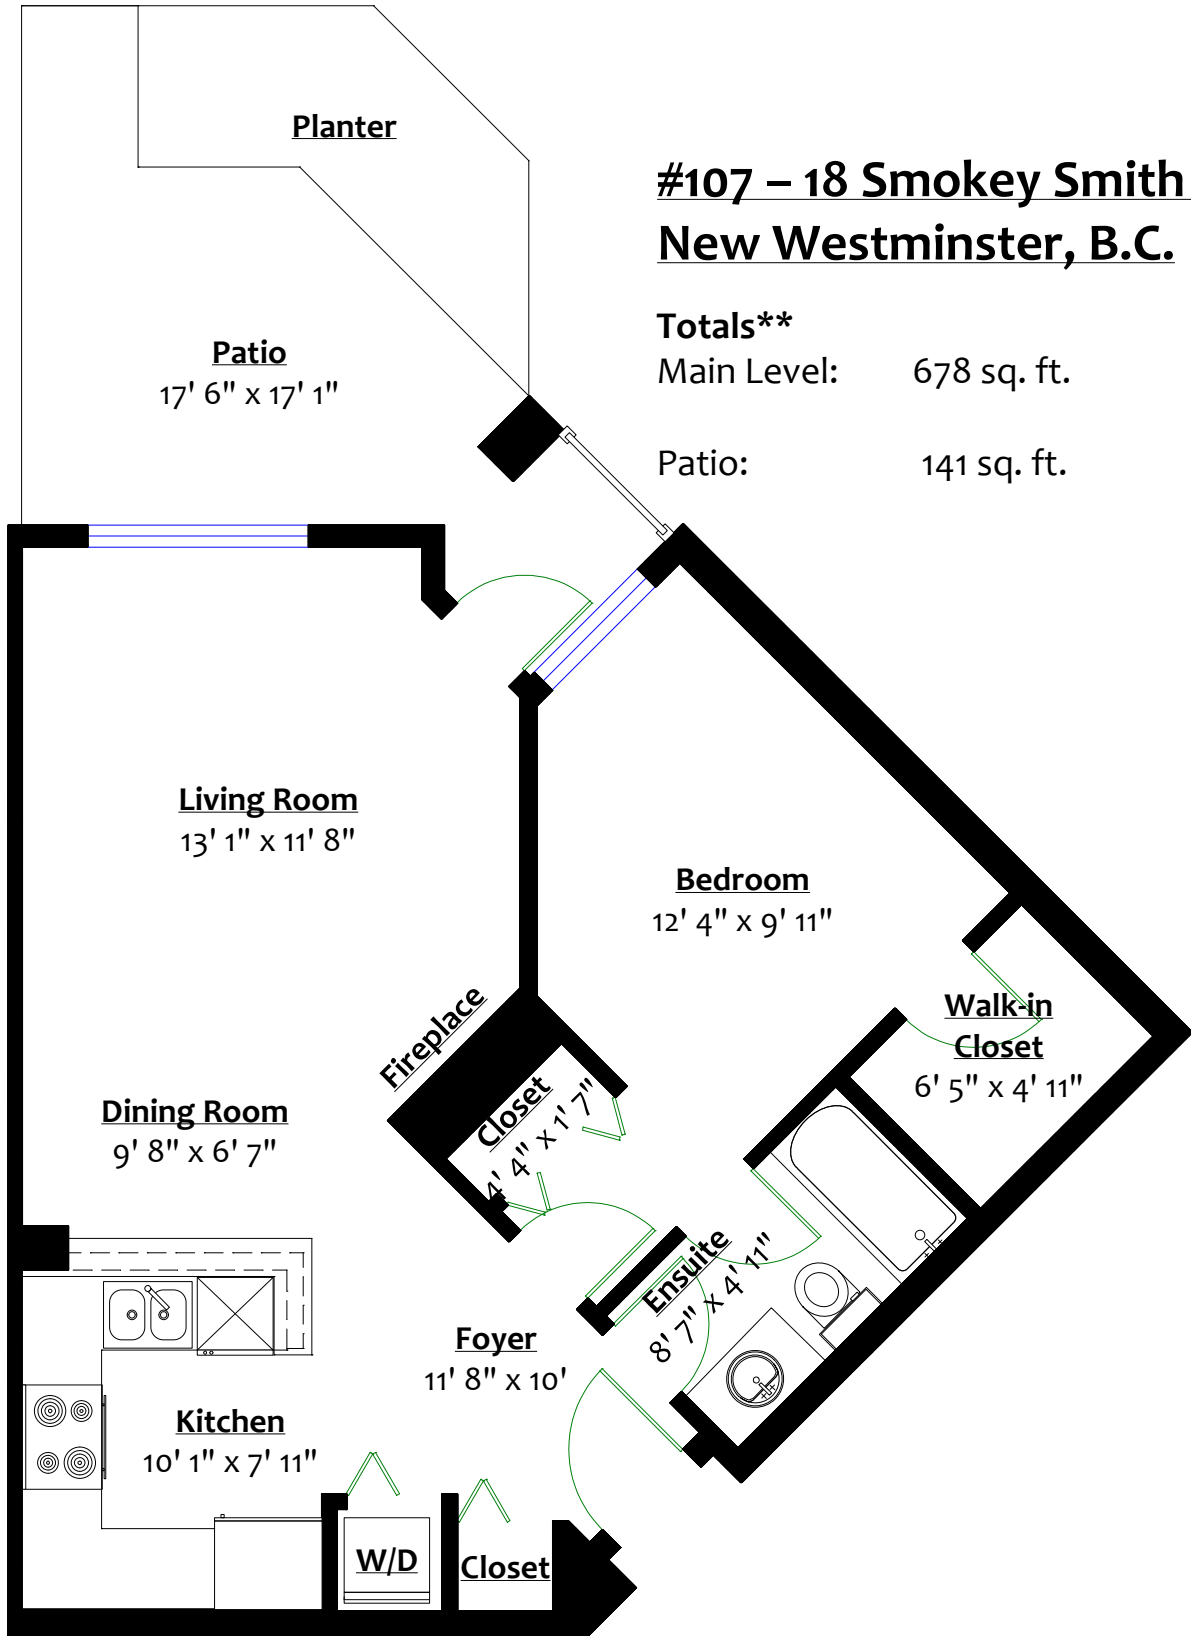 Planter
#107 – 18 Smokey Smith
New Westminster, B.C.
Totals**
Main Level: 678 sq. ft.
Patio: 141 sq. ft.
Patio
17' 6" x 17' 1"
Living Room
13' 1" x 11' 8"
Bedroom
12' 4" x 9' 11"
Fireplace
Walk-in
Closet
6' 5" x 4' 11"
Closet
4' 4" x 1' 7"
Dining Room
9' 8" x 6' 7"
Ensuite
8' 7" x 4' 11"
Foyer
11' 8" x 10'
Kitchen
10' 1" x 7' 11"
W/D
Closet